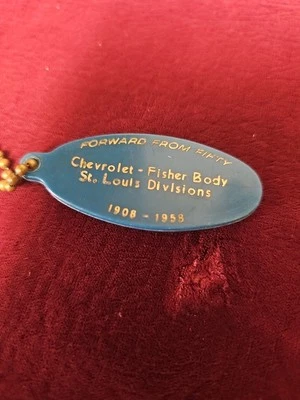 FORWARD FROM FIFTY
Chevrolet - Fisher Body
St. Louis Divisions
1908 - 1958